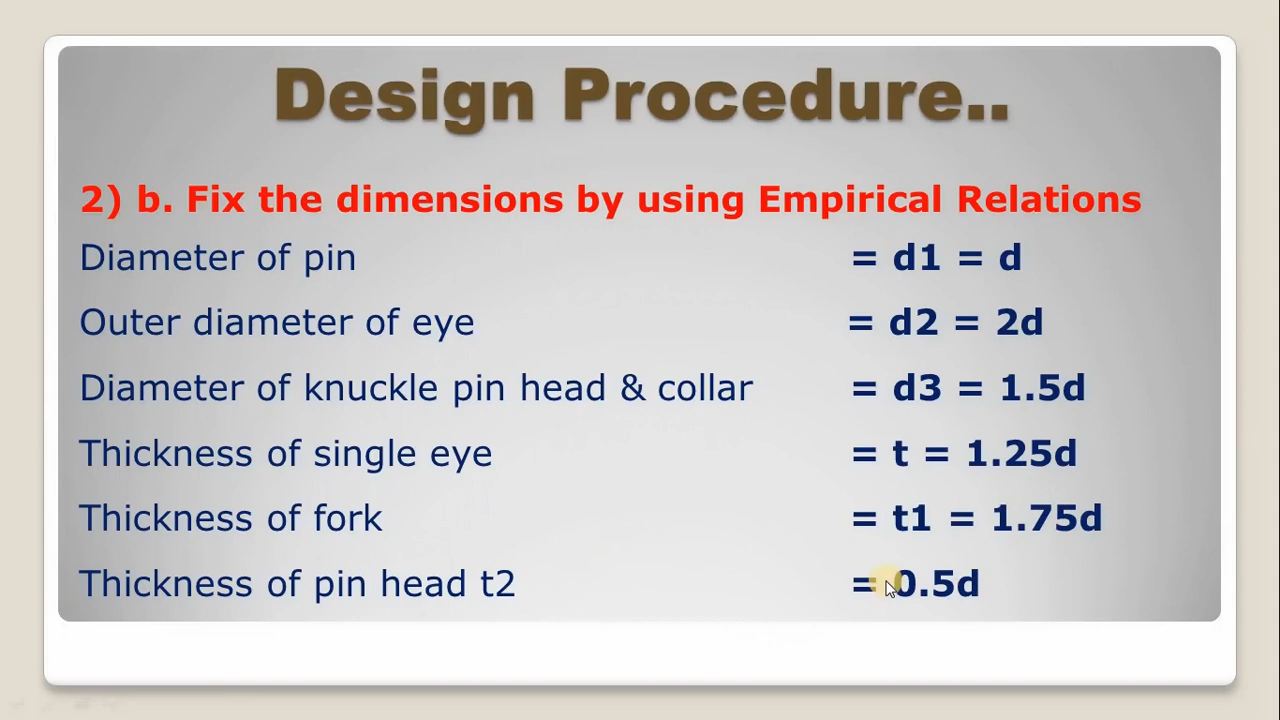 Design Procedure..
2) b. Fix the dimensions by using Empirical Relations
Diameter of pin = d1 = d
Outer diameter of eye = d2 = 2d
Diameter of knuckle pin head & collar = d3 = 1.5d
Thickness of single eye = t = 1.25d
Thickness of fork = t1 = 1.75d
Thickness of pin head t2 = 0.5d